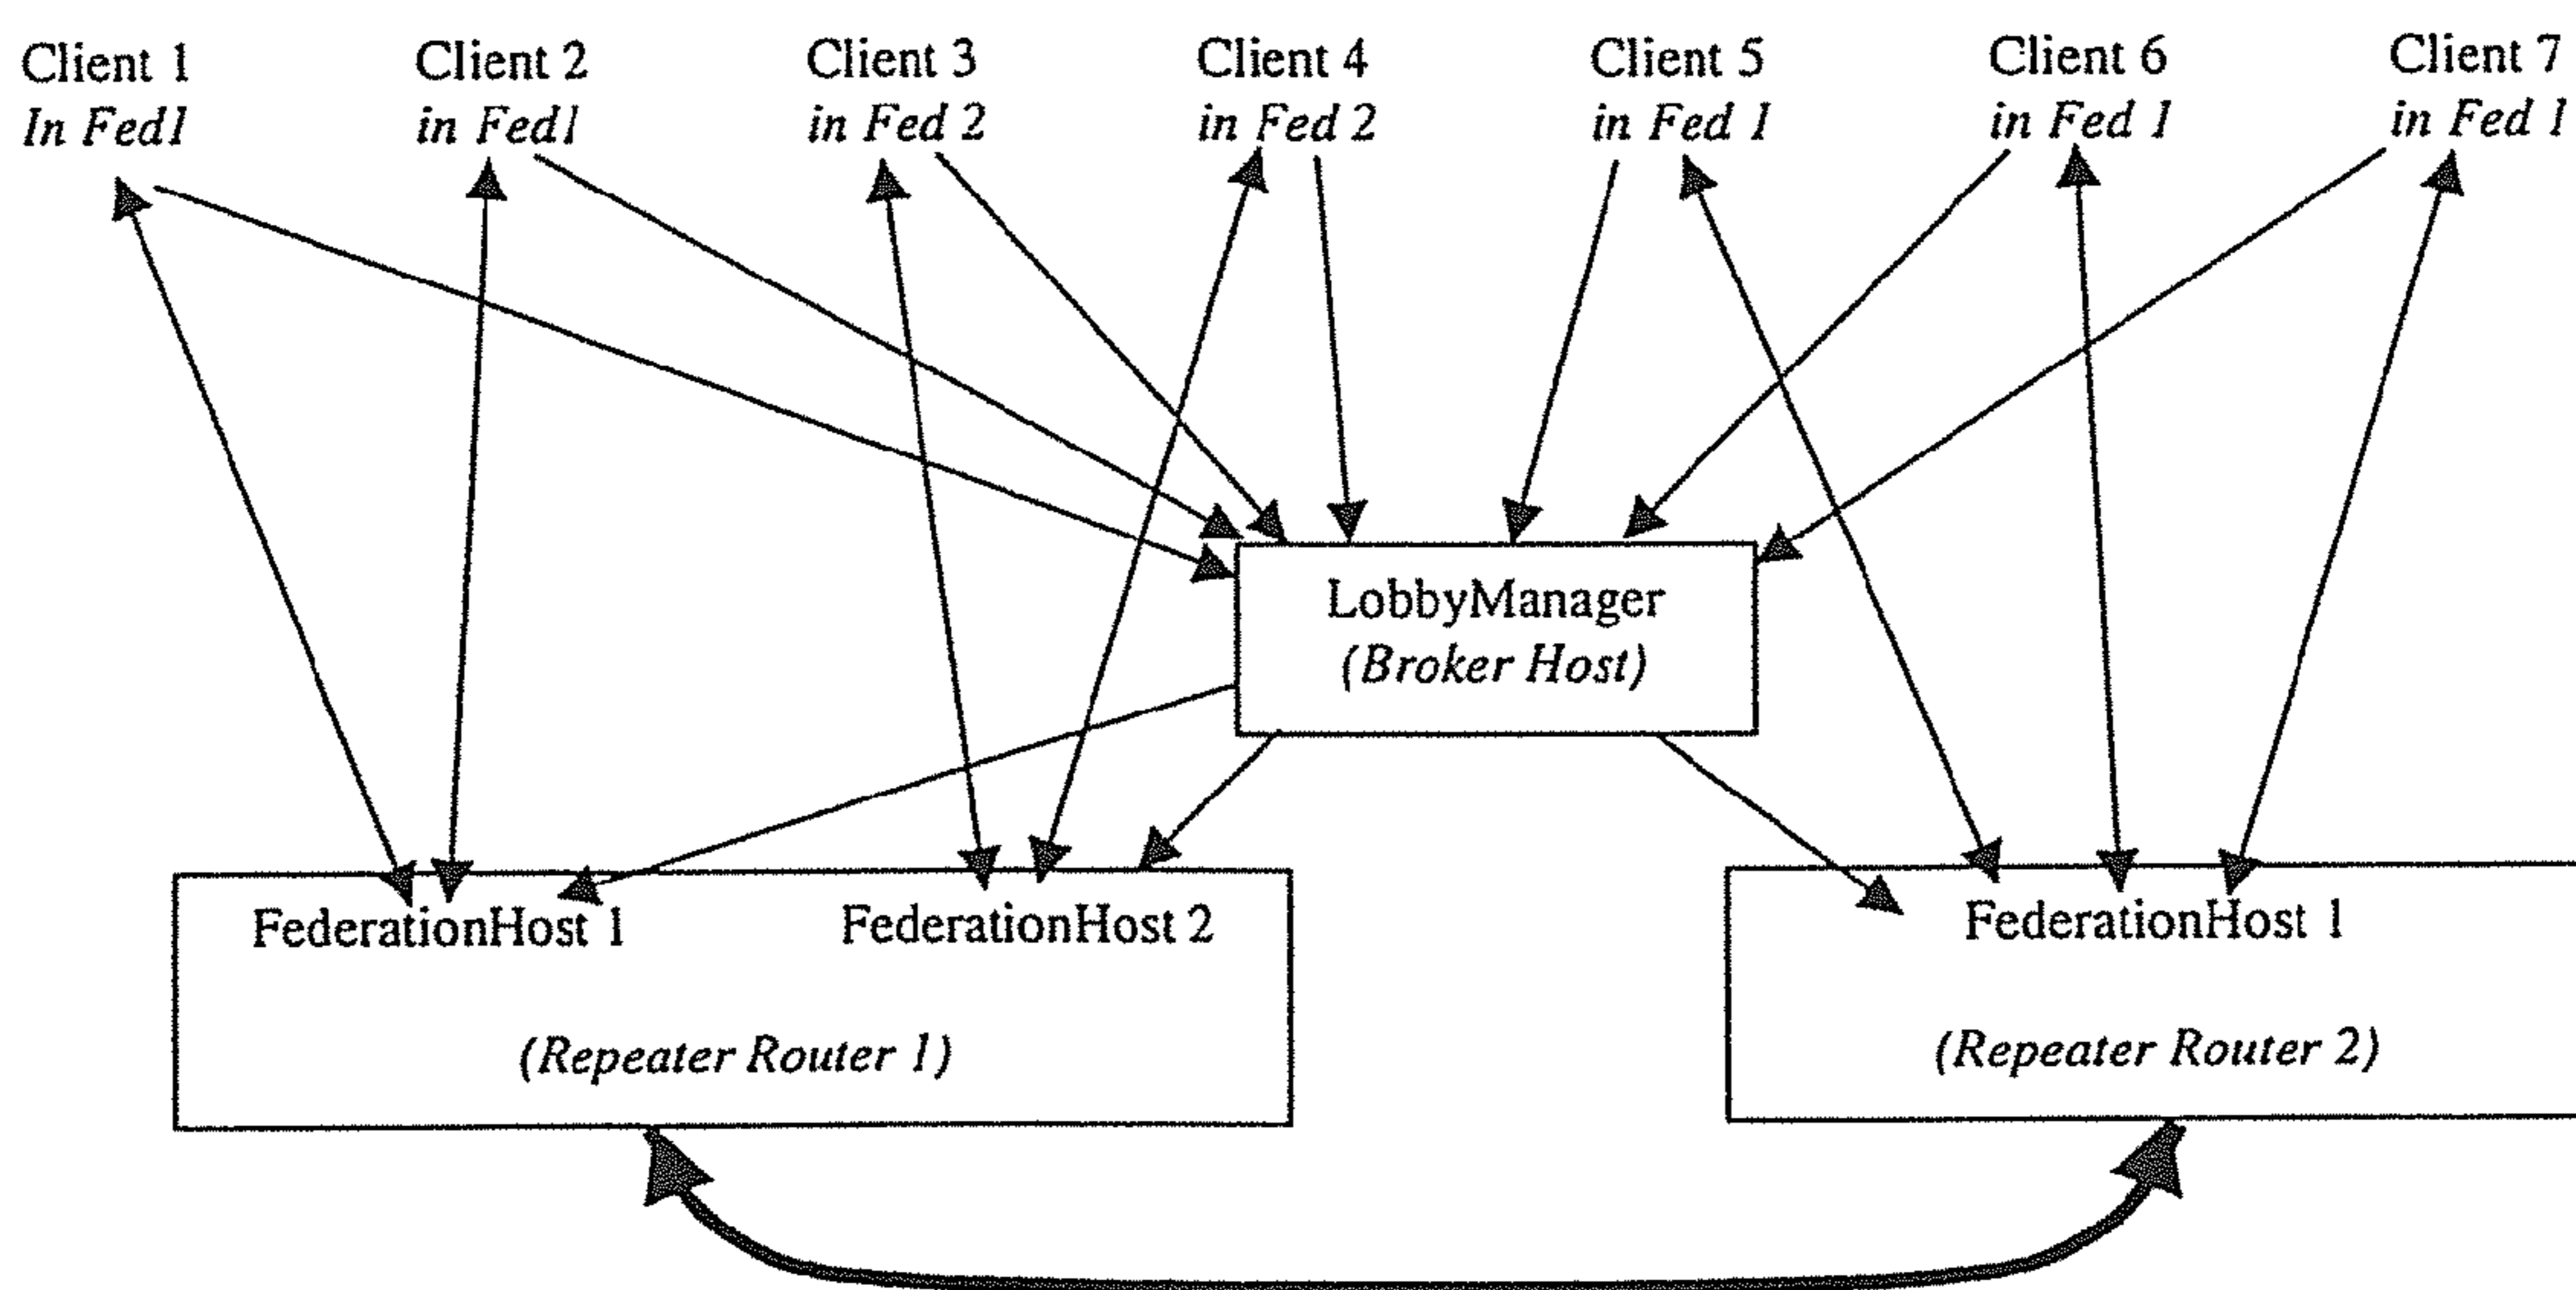 Client 1
In Fed1
Client 2
in Fed1
Client 3
in Fed 2
Client 4
in Fed 2
Client 5
in Fed 1
Client 6
in Fed 1
Client 7
in Fed 1
LobbyManager
(Broker Host)
FederationHost 1
FederationHost 2
(Repeater Router 1)
FederationHost 1
(Repeater Router 2)